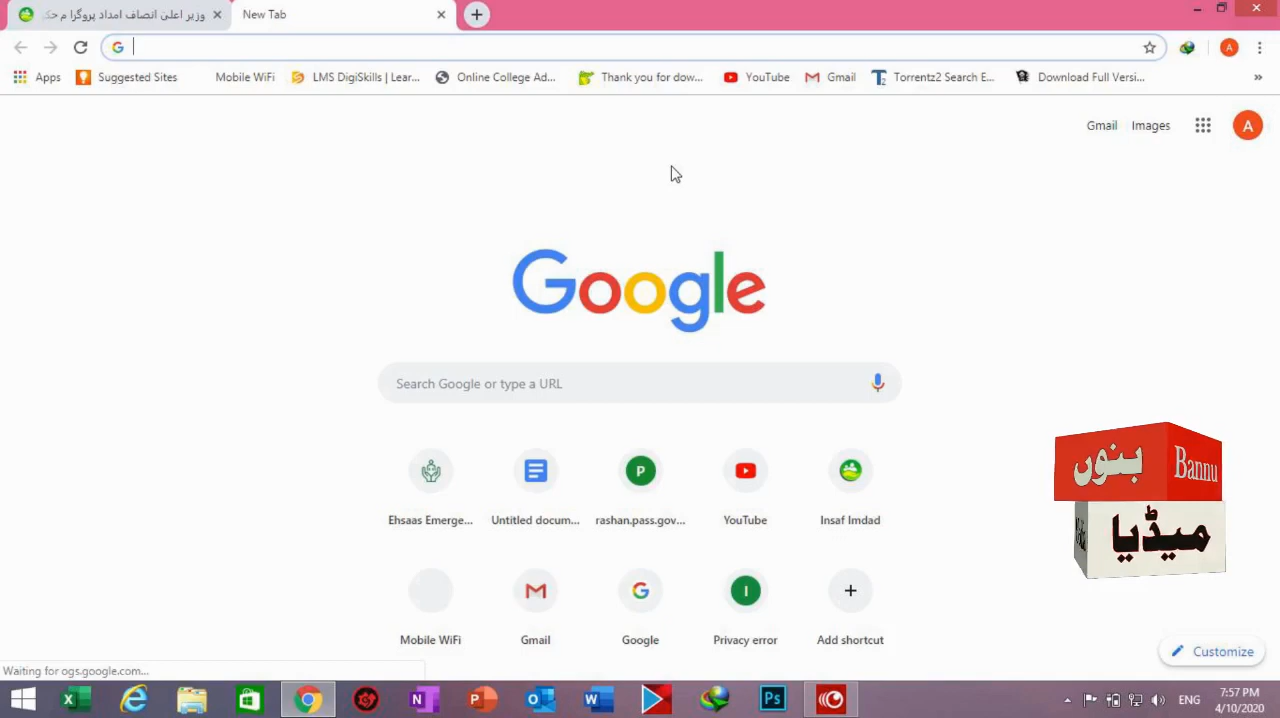 وزیر اعلیٰ انصاف امداد پروگرام حک
New Tab
Apps
Suggested Sites
Mobile WiFi
LMS DigiSkills | Lear...
Online College Ad...
Thank you for dow...
YouTube
Gmail
Torrentz2 Search E...
Download Full Versi...
»
Gmail
Images
A
A
Google
Search Google or type a URL
P
I
Ehsaas Emerge...
Untitled docum...
rashan.pass.gov...
YouTube
Insaf Imdad
Mobile WiFi
Gmail
Google
Privacy error
Add shortcut
بنوں
Bannu
میڈیا
Customize
Waiting for ogs.google.com...
Ps
ENG
7:57 PM
4/10/2020